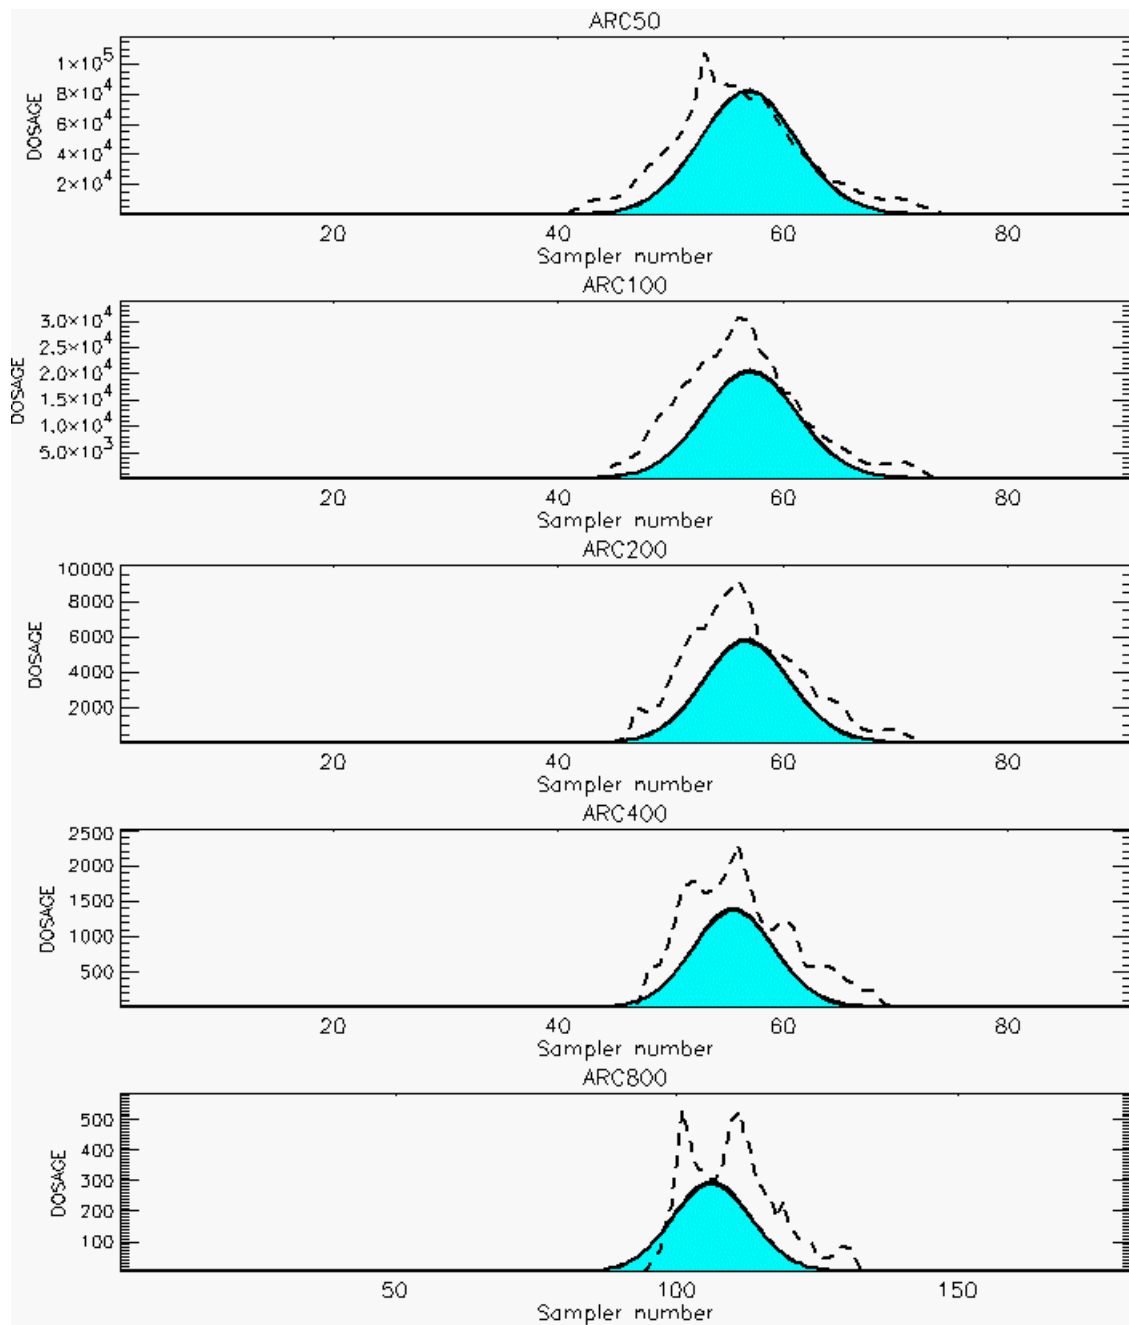 ARC50
1×10⁵
8×10⁴
6×10⁴
4×10⁴
2×10⁴
DOSAGE
20 40 60 80
Sampler number
ARC100
3.0×10⁴
2.5×10⁴
2.0×10⁴
1.5×10⁴
1.0×10⁴
5.0×10³
DOSAGE
20 40 60 80
Sampler number
ARC200
10000
8000
6000
4000
2000
DOSAGE
20 40 60 80
Sampler number
ARC400
2500
2000
1500
1000
500
DOSAGE
20 40 60 80
Sampler number
ARC800
500
400
300
200
100
DOSAGE
50 100 150
Sampler number